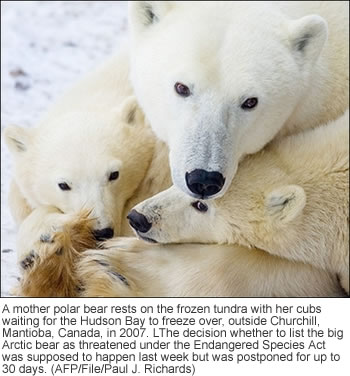 A mother polar bear rests on the frozen tundra with her cubs
waiting for the Hudson Bay to freeze over, outside Churchill,
Mantioba, Canada, in 2007. LThe decision whether to list the big
Arctic bear as threatened under the Endangered Species Act
was supposed to happen last week but was postponed for up to
30 days. (AFP/File/Paul J. Richards)